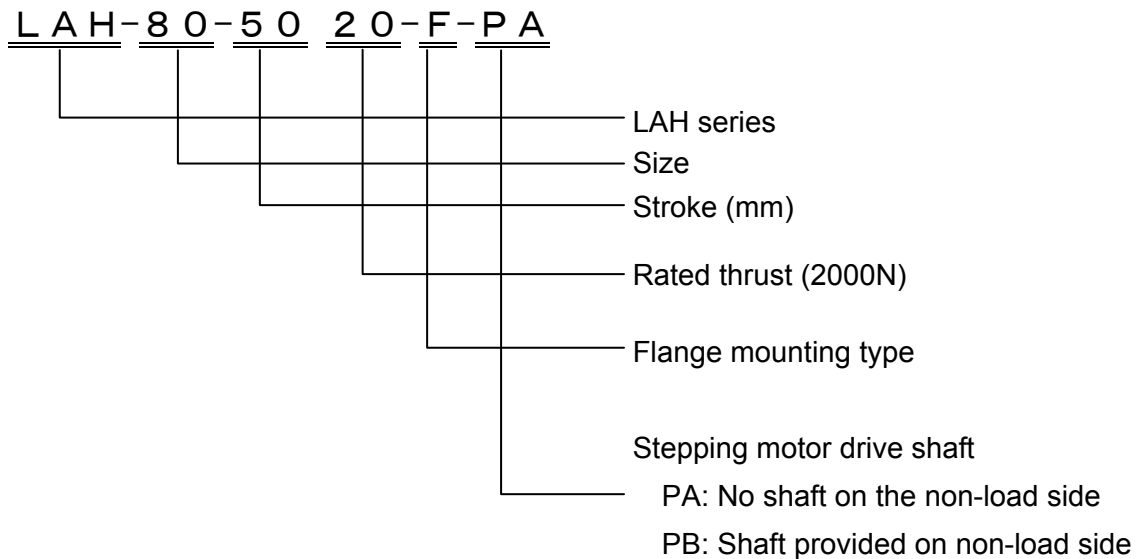 LAH-80-50 20-F-PA
LAH series
Size
Stroke (mm)
Rated thrust (2000N)
Flange mounting type
Stepping motor drive shaft
PA: No shaft on the non-load side
PB: Shaft provided on non-load side